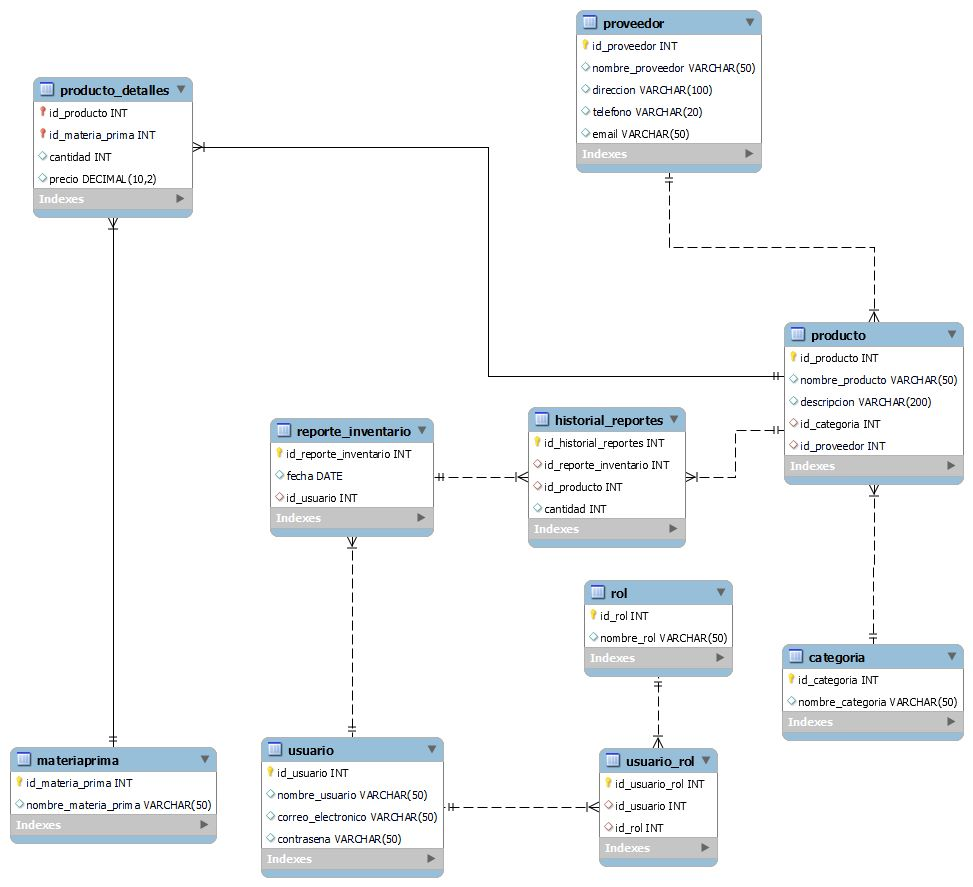 proveedor
id_proveedor INT
nombre_proveedor VARCHAR(50)
direccion VARCHAR(100)
telefono VARCHAR(20)
email VARCHAR(50)
Indexes
producto_detalles
id_producto INT
id_materia_prima INT
cantidad INT
precio DECIMAL(10,2)
Indexes
producto
id_producto INT
nombre_producto VARCHAR(50)
descripcion VARCHAR(200)
id_categoria INT
id_proveedor INT
Indexes
reporte_inventario
id_reporte_inventario INT
fecha DATE
id_usuario INT
Indexes
historial_reportes
id_historial_reportes INT
id_reporte_inventario INT
id_producto INT
cantidad INT
Indexes
rol
id_rol INT
nombre_rol VARCHAR(50)
Indexes
categoria
id_categoria INT
nombre_categoria VARCHAR(50)
Indexes
materiaprima
id_materia_prima INT
nombre_materia_prima VARCHAR(50)
Indexes
usuario
id_usuario INT
nombre_usuario VARCHAR(50)
correo_electronico VARCHAR(50)
contrasena VARCHAR(50)
Indexes
usuario_rol
id_usuario_rol INT
id_usuario INT
id_rol INT
Indexes